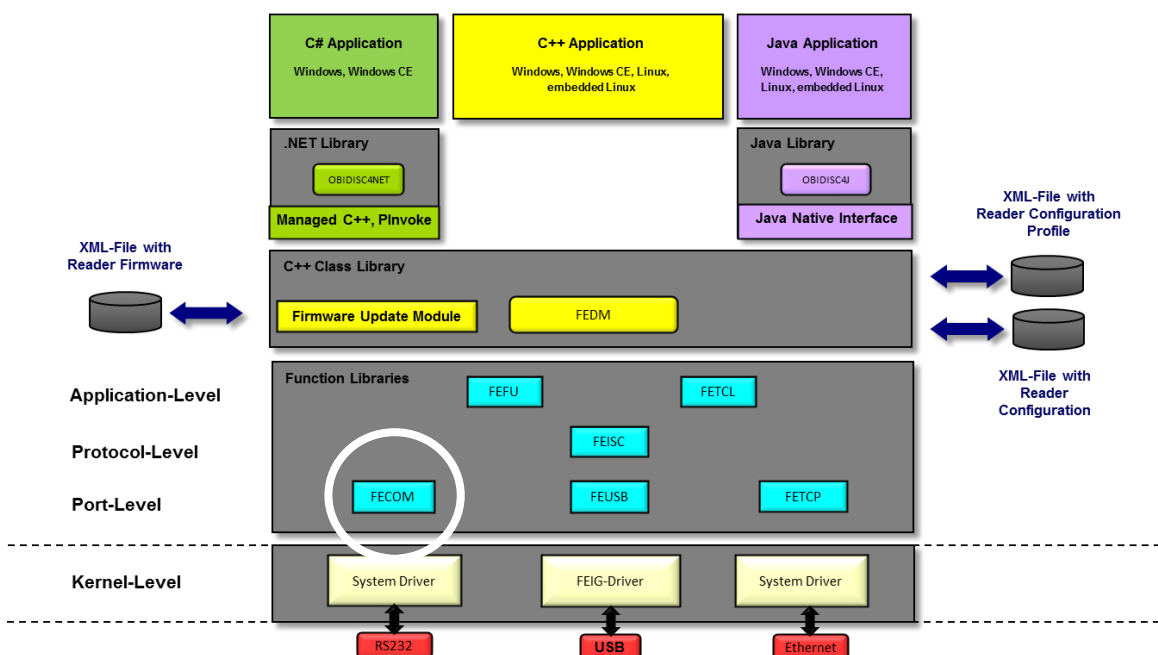 C# Application
Windows, Windows CE
C++ Application
Windows, Windows CE, Linux,
embedded Linux
Java Application
Windows, Windows CE,
Linux, embedded Linux
.NET Library
OBIDISC4NET
Managed C++, PInvoke
Java Library
OBIDISC4J
Java Native Interface
XML-File with
Reader Configuration
Profile
XML-File with
Reader Firmware
C++ Class Library
Firmware Update Module
FEDM
XML-File with
Reader
Configuration
Function Libraries
Application-Level
FEFU
FETCL
Protocol-Level
FEISC
Port-Level
FECOM
FEUSB
FETCP
Kernel-Level
System Driver
FEIG-Driver
System Driver
RS232
USB
Ethernet